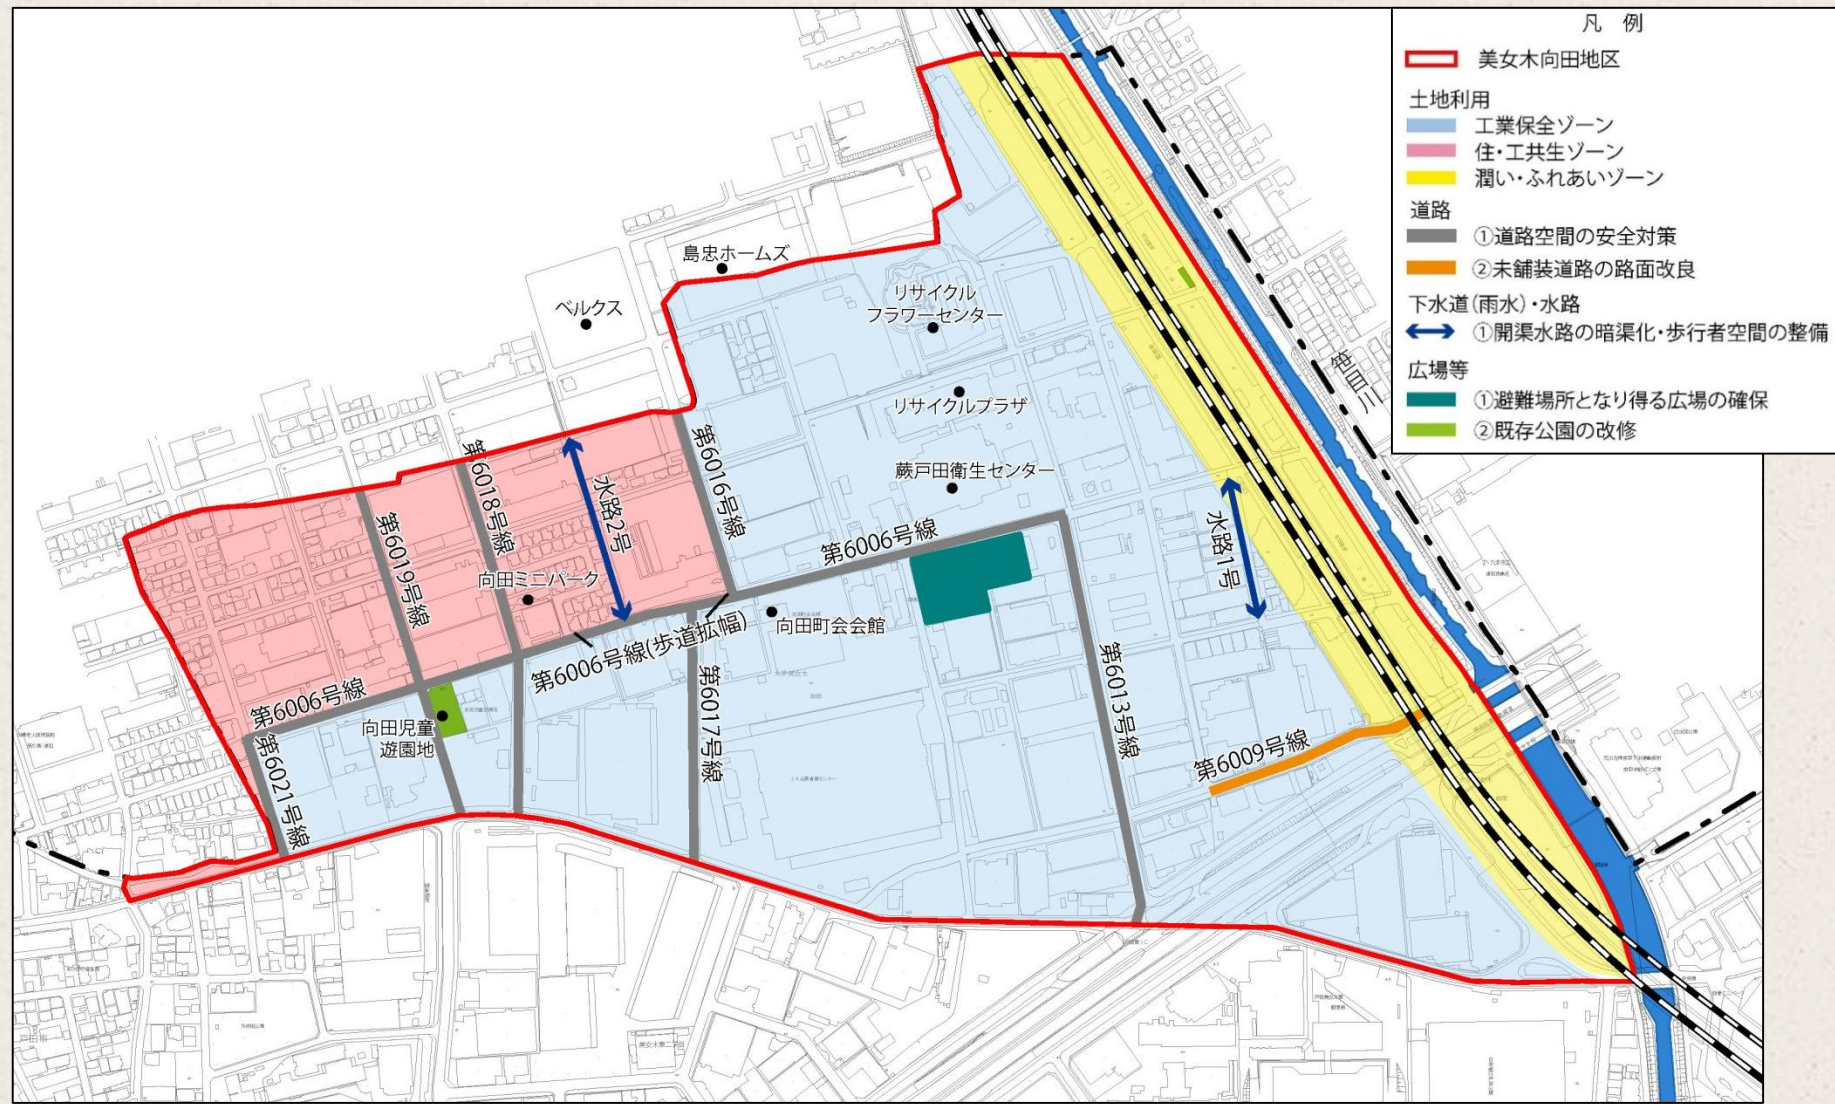 凡 例
美女木向田地区
土地利用
工業保全ゾーン
住・工共生ゾーン
潤い・ふれあいゾーン
道路
①道路空間の安全対策
②未舗装道路の路面改良
下水道(雨水)・水路
①開渠水路の暗渠化・歩行者空間の整備
広場等
①避難場所となり得る広場の確保
②既存公園の改修
島忠ホームズ
ベルクス
リサイクル
フラワーセンター
リサイクルプラザ
蕨戸田衛生センター
笹目川
第6016号線
第6018号線
第6019号線
水路2号
水路1号
向田ミニパーク
第6006号線
向田町会会館
第6006号線(歩道拡幅)
第6006号線
向田児童
遊園地
第6021号線
第6017号線
第6013号線
第6009号線